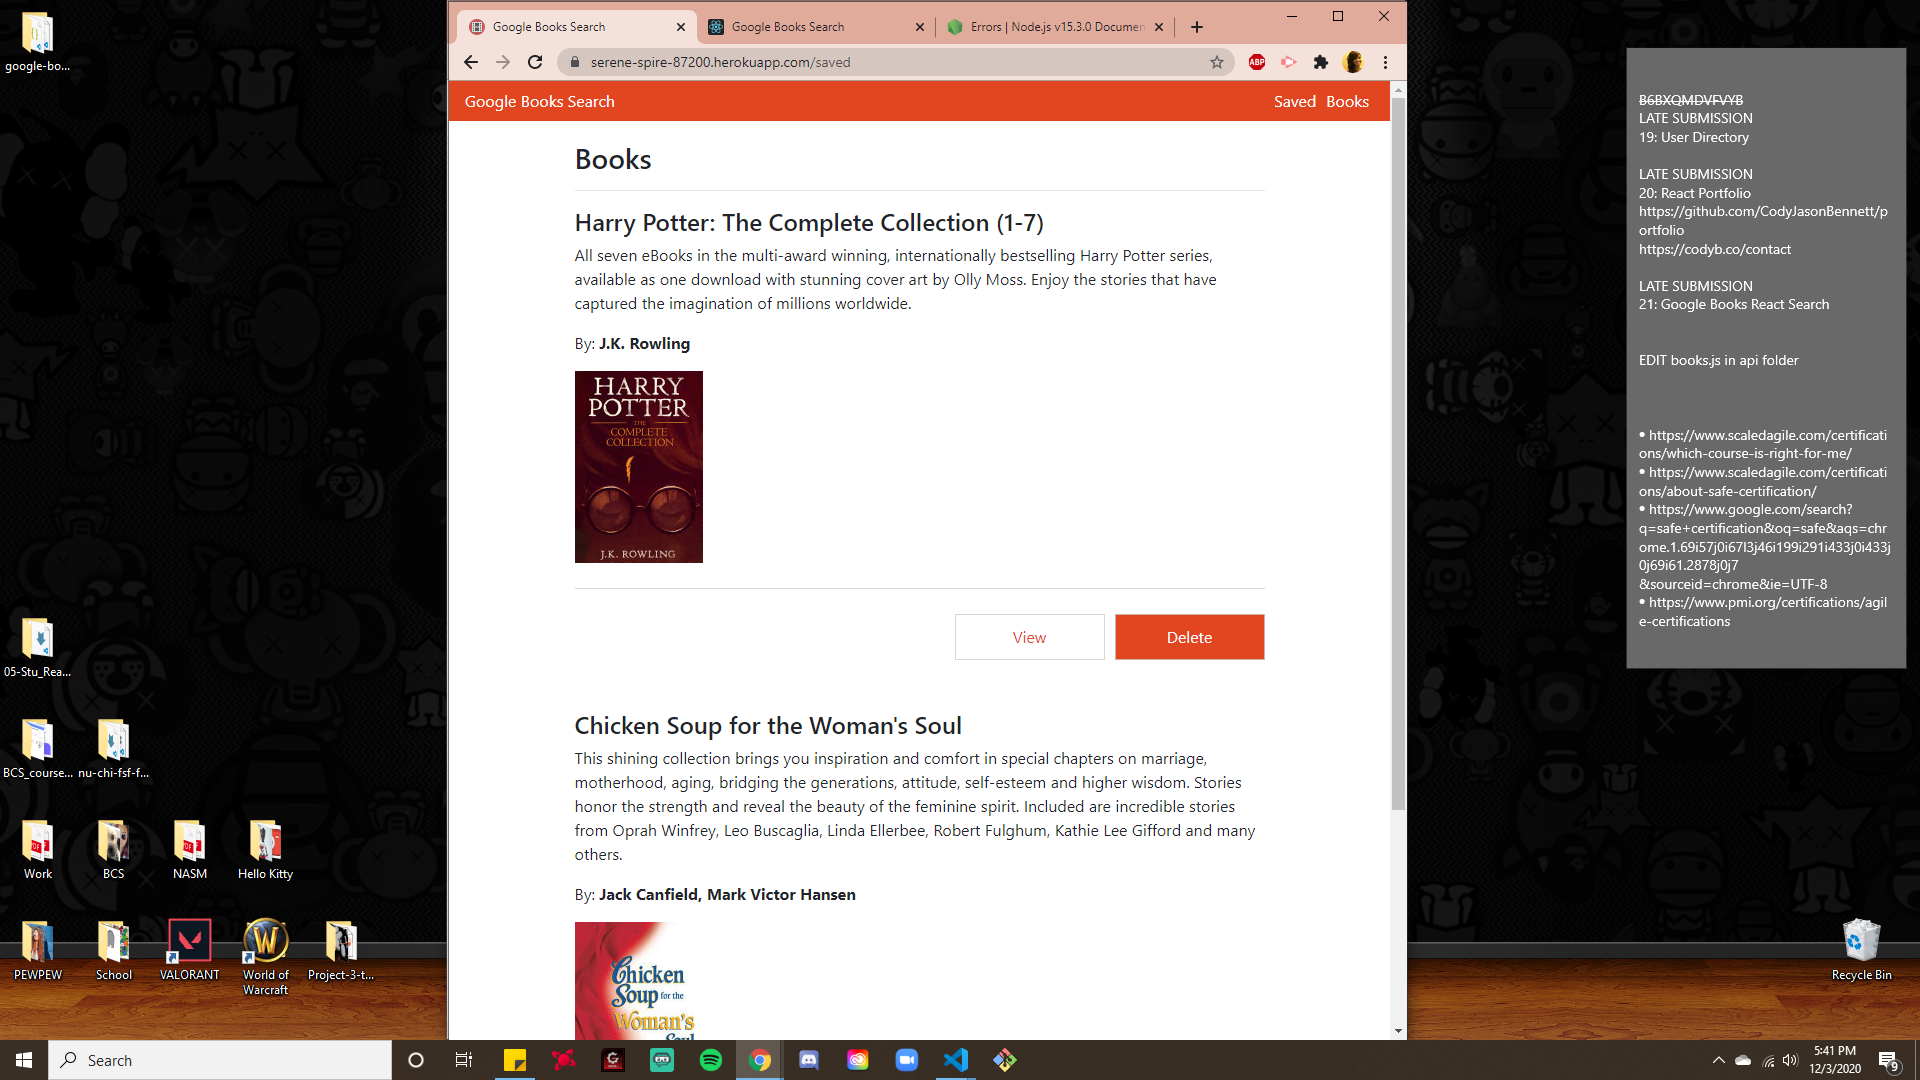 google-bo...
Google Books Search
Google Books Search
Errors | Node.js v15.3.0 Documen
serene-spire-87200.herokuapp.com/saved
ABP
Google Books Search
Saved Books
Books
Harry Potter: The Complete Collection (1-7)
All seven eBooks in the multi-award winning, internationally bestselling Harry Potter series,
available as one download with stunning cover art by Olly Moss. Enjoy the stories that have
captured the imagination of millions worldwide.
By: J.K. Rowling
HARRY
POTTER
THE
COMPLETE
COLLECTION
J.K. ROWLING
View
Delete
Chicken Soup for the Woman's Soul
This shining collection brings you inspiration and comfort in special chapters on marriage,
motherhood, aging, bridging the generations, attitude, self-esteem and higher wisdom. Stories
honor the strength and reveal the beauty of the feminine spirit. Included are incredible stories
from Oprah Winfrey, Leo Buscaglia, Linda Ellerbee, Robert Fulghum, Kathie Lee Gifford and many
others.
By: Jack Canfield, Mark Victor Hansen
Chicken
Soup for the
Woman's
Soul
B6BXQMDVFVYB
LATE SUBMISSION
19: User Directory
LATE SUBMISSION
20: React Portfolio
https://github.com/CodyJasonBennett/p
ortfolio
https://codyb.co/contact
LATE SUBMISSION
21: Google Books React Search
EDIT books.js in api folder
• https://www.scaledagile.com/certificati
ons/which-course-is-right-for-me/
• https://www.scaledagile.com/certificati
ons/about-safe-certification/
• https://www.google.com/search?
q=safe+certification&oq=safe&aqs=chr
ome.1.69i57j0i67l3j46i199i291i433j0i433j
0j69i61.2878j0j7
&sourceid=chrome&ie=UTF-8
• https://www.pmi.org/certifications/agil
e-certifications
05-Stu_Rea...
BCS_course...
nu-chi-fsf-f...
Work
BCS
NASM
Hello Kitty
PEWPEW
School
VALORANT
World of
Warcraft
Project-3-t...
Recycle Bin
Search
5:41 PM
12/3/2020
9